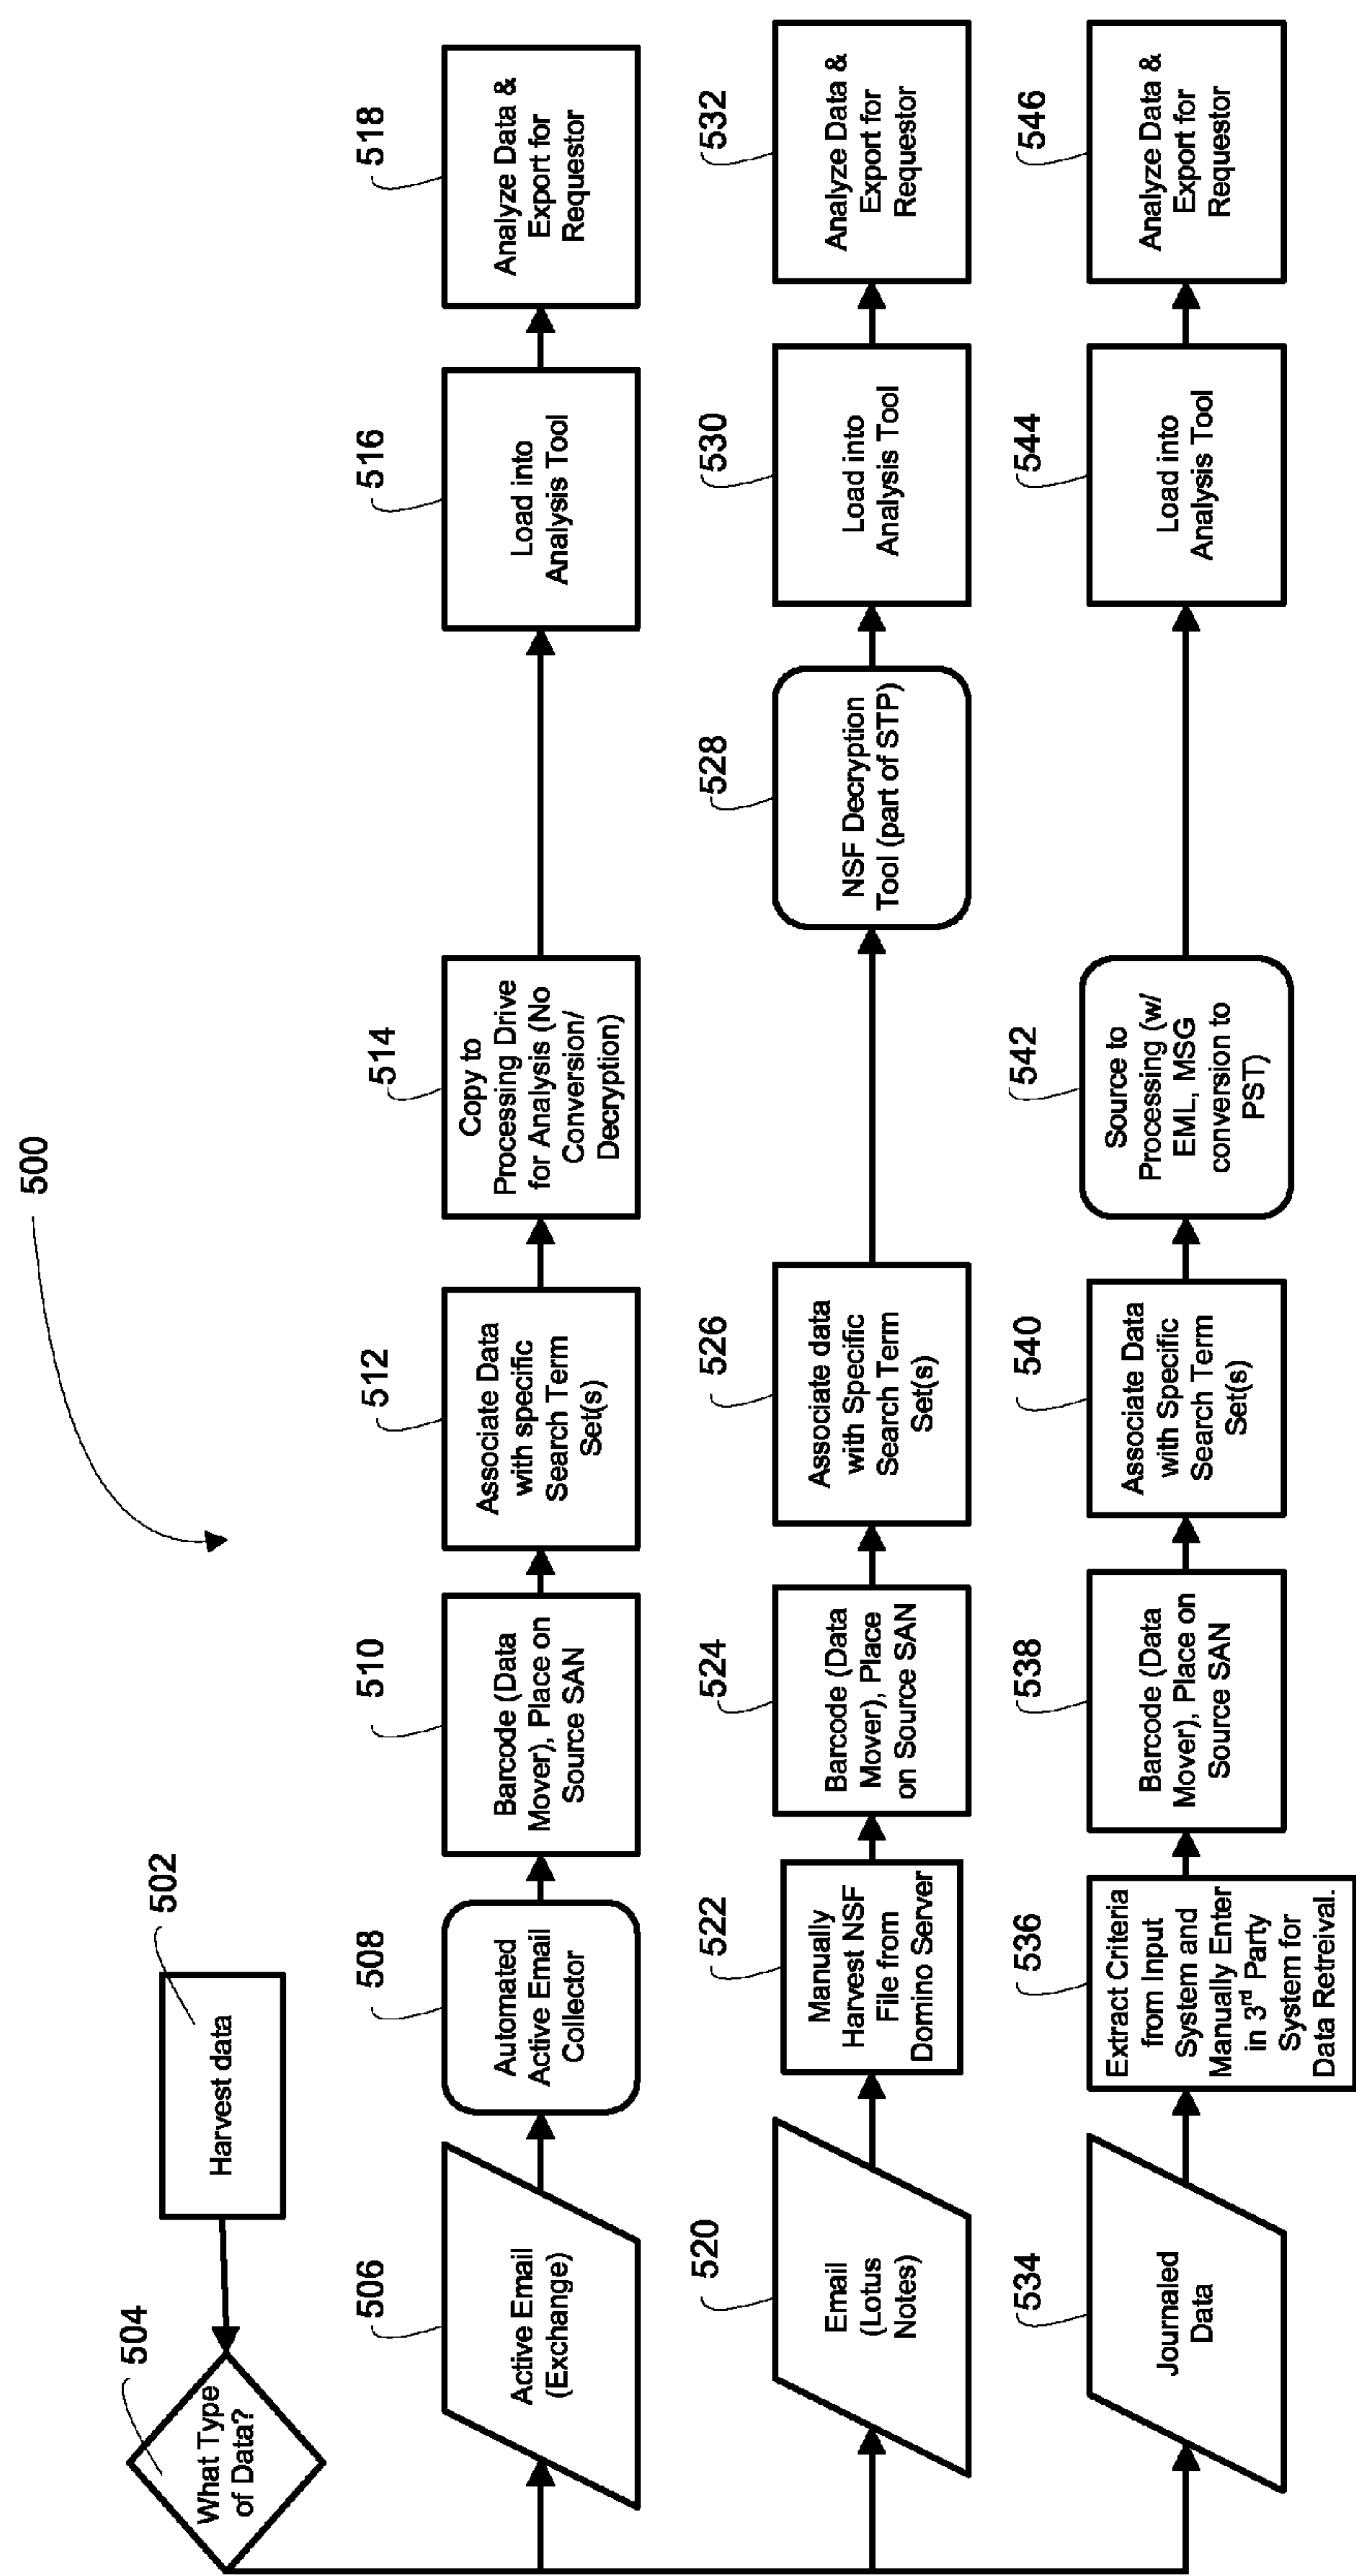 500
502
Harvest data
504
What Type
of Data?
506
Active Email
(Exchange)
508
Automated
Active Email
Collector
510
Barcode (Data
Mover), Place on
Source SAN
512
Associate Data
with specific
Search Term
Set(s)
514
Copy to
Processing Drive
for Analysis (No
Conversion/
Decryption)
516
Load into
Analysis Tool
518
Analyze Data &
Export for
Requestor
520
Email
(Lotus
Notes)
522
Manually
Harvest NSF
File from
Domino Server
524
Barcode (Data
Mover), Place
on Source SAN
526
Associate data
with Specific
Search Term
Set(s)
528
NSF Decryption
Tool (part of STP)
530
Load into
Analysis Tool
532
Analyze Data &
Export for
Requestor
534
Journaled
Data
536
Extract Criteria
from Input
System and
Manually Enter
in 3rd Party
System for
Data Retreival.
538
Barcode (Data
Mover), Place on
Source SAN
540
Associate Data
with Specific
Search Term
Set(s)
542
Source to
Processing (w/
EML, MSG
conversion to
PST)
544
Load into
Analysis Tool
546
Analyze Data &
Export for
Requestor